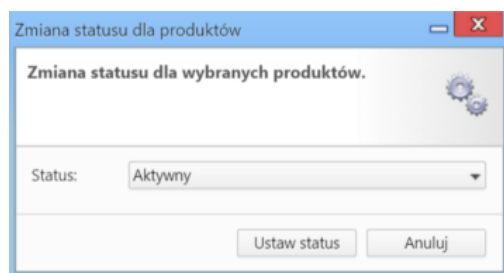 Zmiana statusu dla produktów
Zmiana statusu dla wybranych produktów.
Status:
Aktywny
Ustaw status
Anuluj